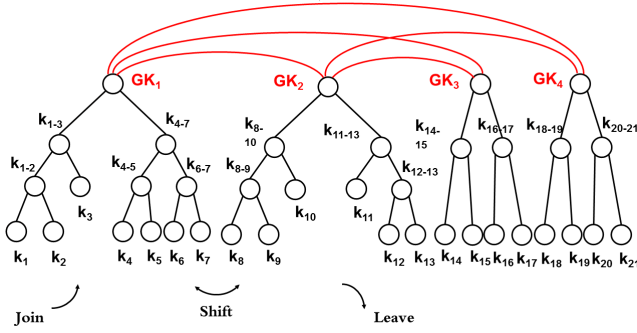 GK1 GK2 GK3 GK4
k1-3 k4-7 k8-10 k11-13 k14-15 k16-17 k18-19 k20-21
k1-2 k4-5 k6-7 k8-9 k12-13
k3 k10 k11
k1 k2 k4 k5 k6 k7 k8 k9 k12 k13 k14 k15 k16 k17 k18 k19 k20 k21
Join Shift Leave